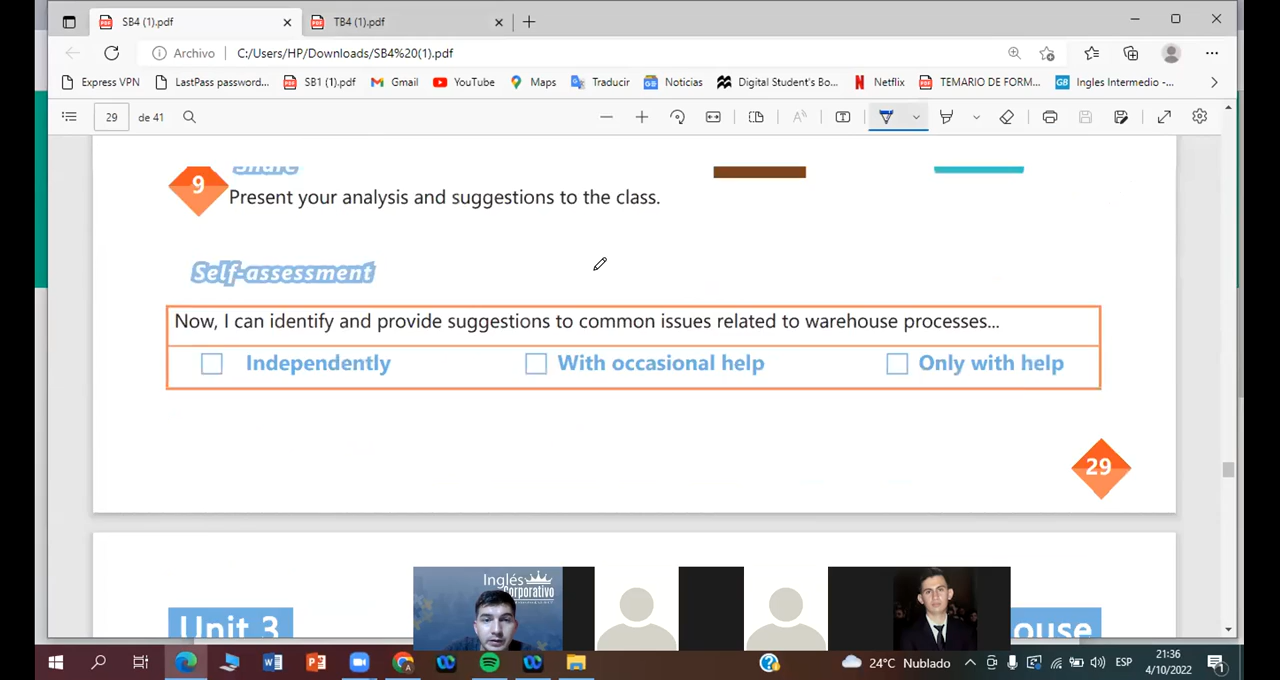 SB4 (1).pdf
TB4 (1).pdf
Archivo
C:/Users/HP/Downloads/SB4%20(1).pdf
Express VPN
LastPass password...
SB1 (1).pdf
Gmail
YouTube
Maps
Traducir
Noticias
Digital Student's Bo...
Netflix
TEMARIO DE FORM...
Ingles Intermedio -...
29
de 41
Share
9
Present your analysis and suggestions to the class.
Self-assessment
Now, I can identify and provide suggestions to common issues related to warehouse processes...
Independently
With occasional help
Only with help
29
Unit 3
ouse
Inglés
Corporativo
24°C Nublado
ESP
21:36
4/10/2022